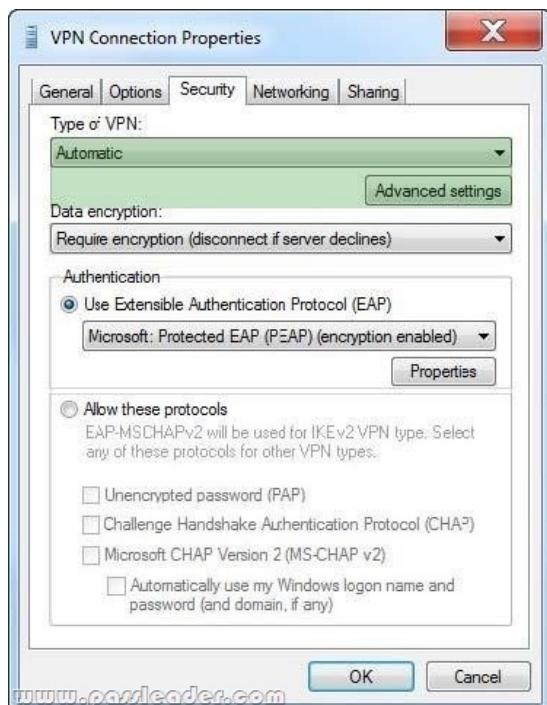 VPN Connection Properties
General Options Security Networking Sharing
Type of VPN:
Automatic
Advanced settings
Data encryption:
Require encryption (disconnect if server declines)
Authentication
Use Extensible Authentication Protocol (EAP)
Microsoft: Protected EAP (PEAP) (encryption enabled)
Properties
Allow these protocols
EAP-MSCHAPv2 will be used for IKEv2 VPN type. Select
any of these protocols for other VPN types.
Unencrypted password (PAP)
Challenge Handshake Authentication Protocol (CHAP)
Microsoft CHAP Version 2 (MS-CHAP v2)
Automatically use my Windows logon name and
password (and domain, if any)
OK Cancel
www.passleader.com